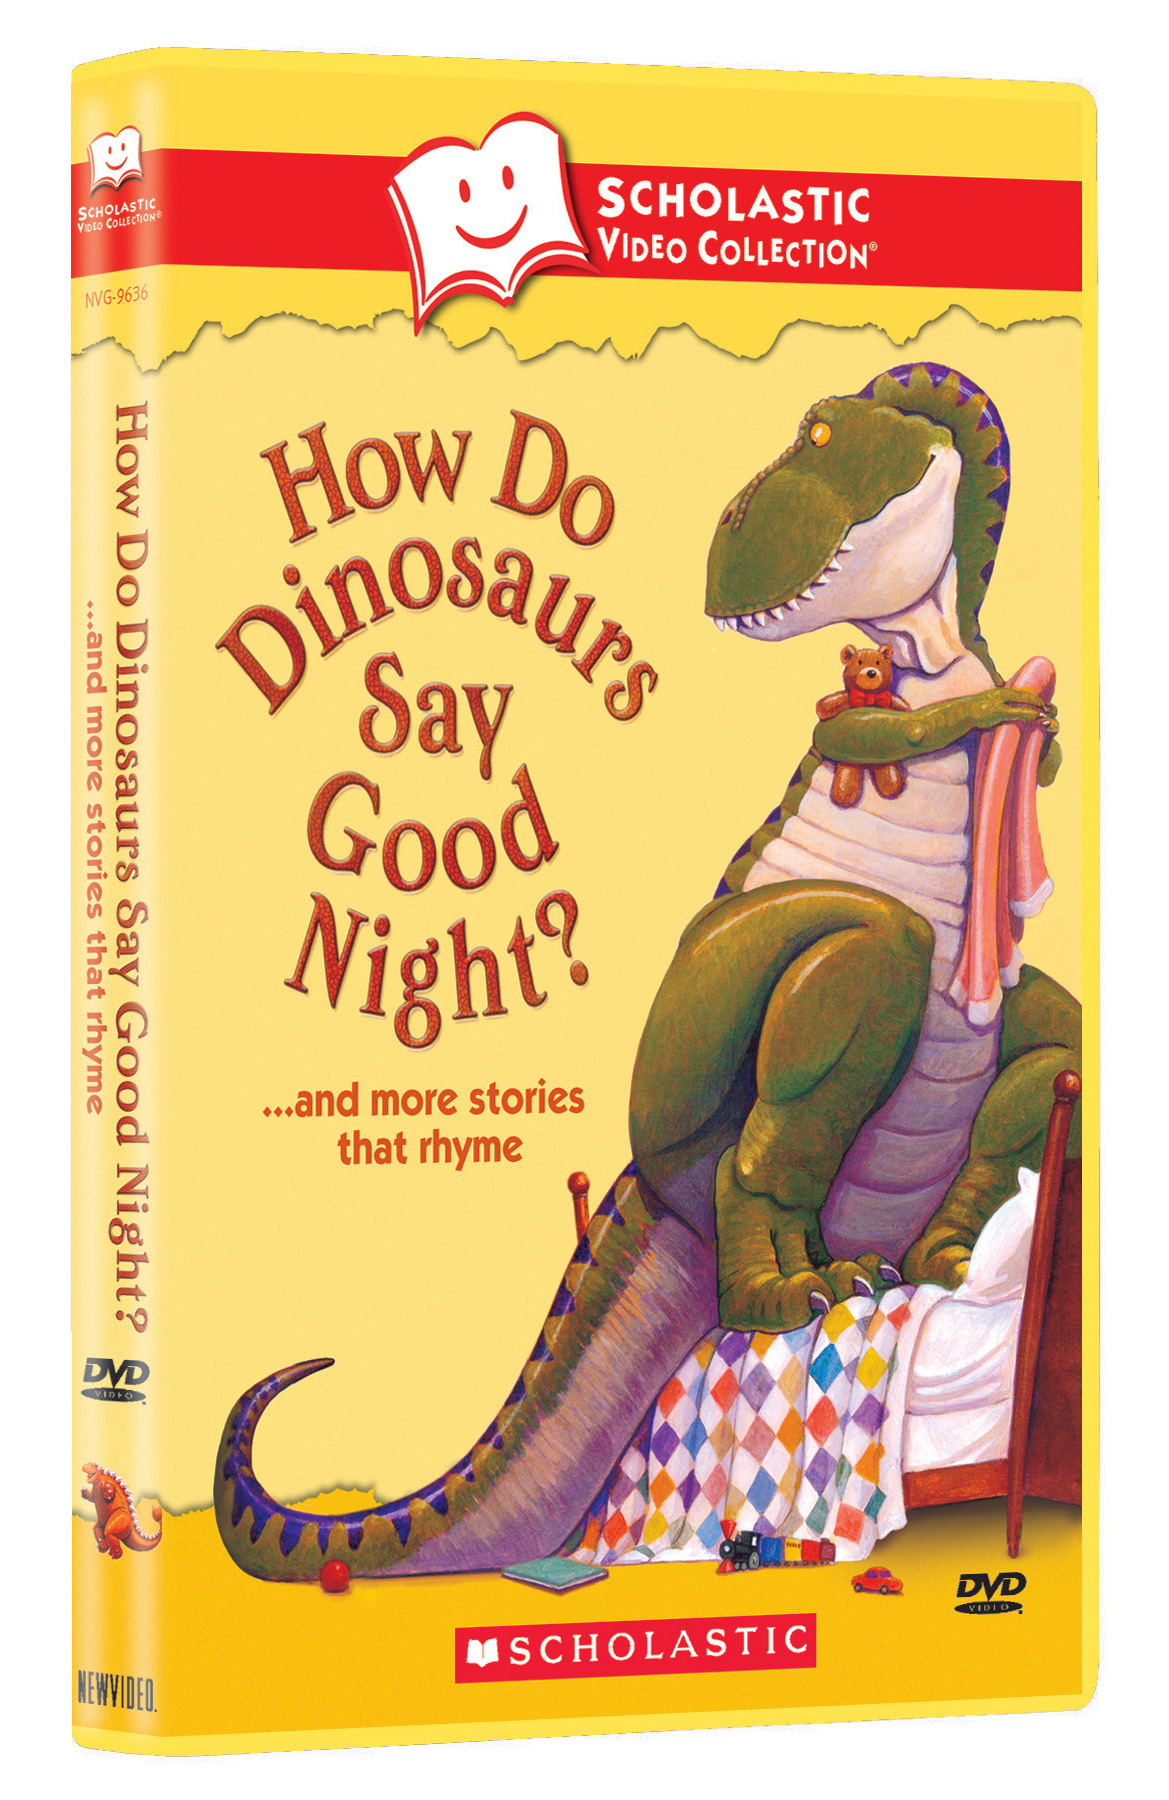 SCHOLASTIC
VIDEO COLLECTION®
NVG-9636
How Do Dinosaurs Say Good Night?
...and more stories that rhyme
DVD
VIDEO
NEWVIDEO.
SCHOLASTIC
VIDEO COLLECTION®
How Do
Dinosaurs
Say
Good
Night?
...and more stories
that rhyme
DVD
VIDEO
SCHOLASTIC